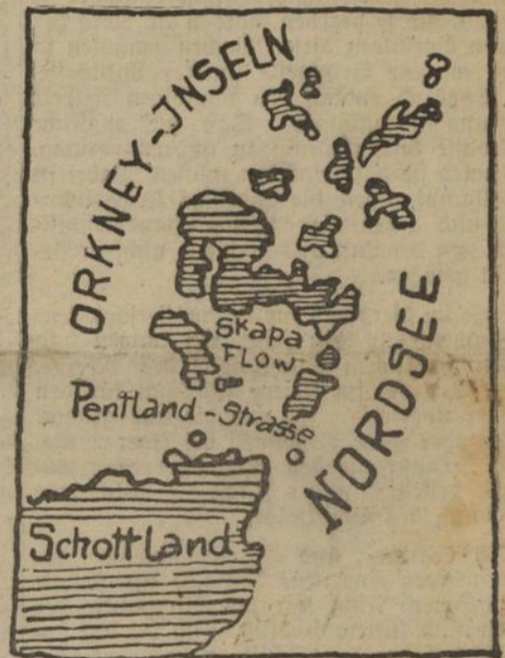 ORKNEY-JNSELN
Skapa
FLOW
NORDSEE
Pentland-Strasse
Schottland